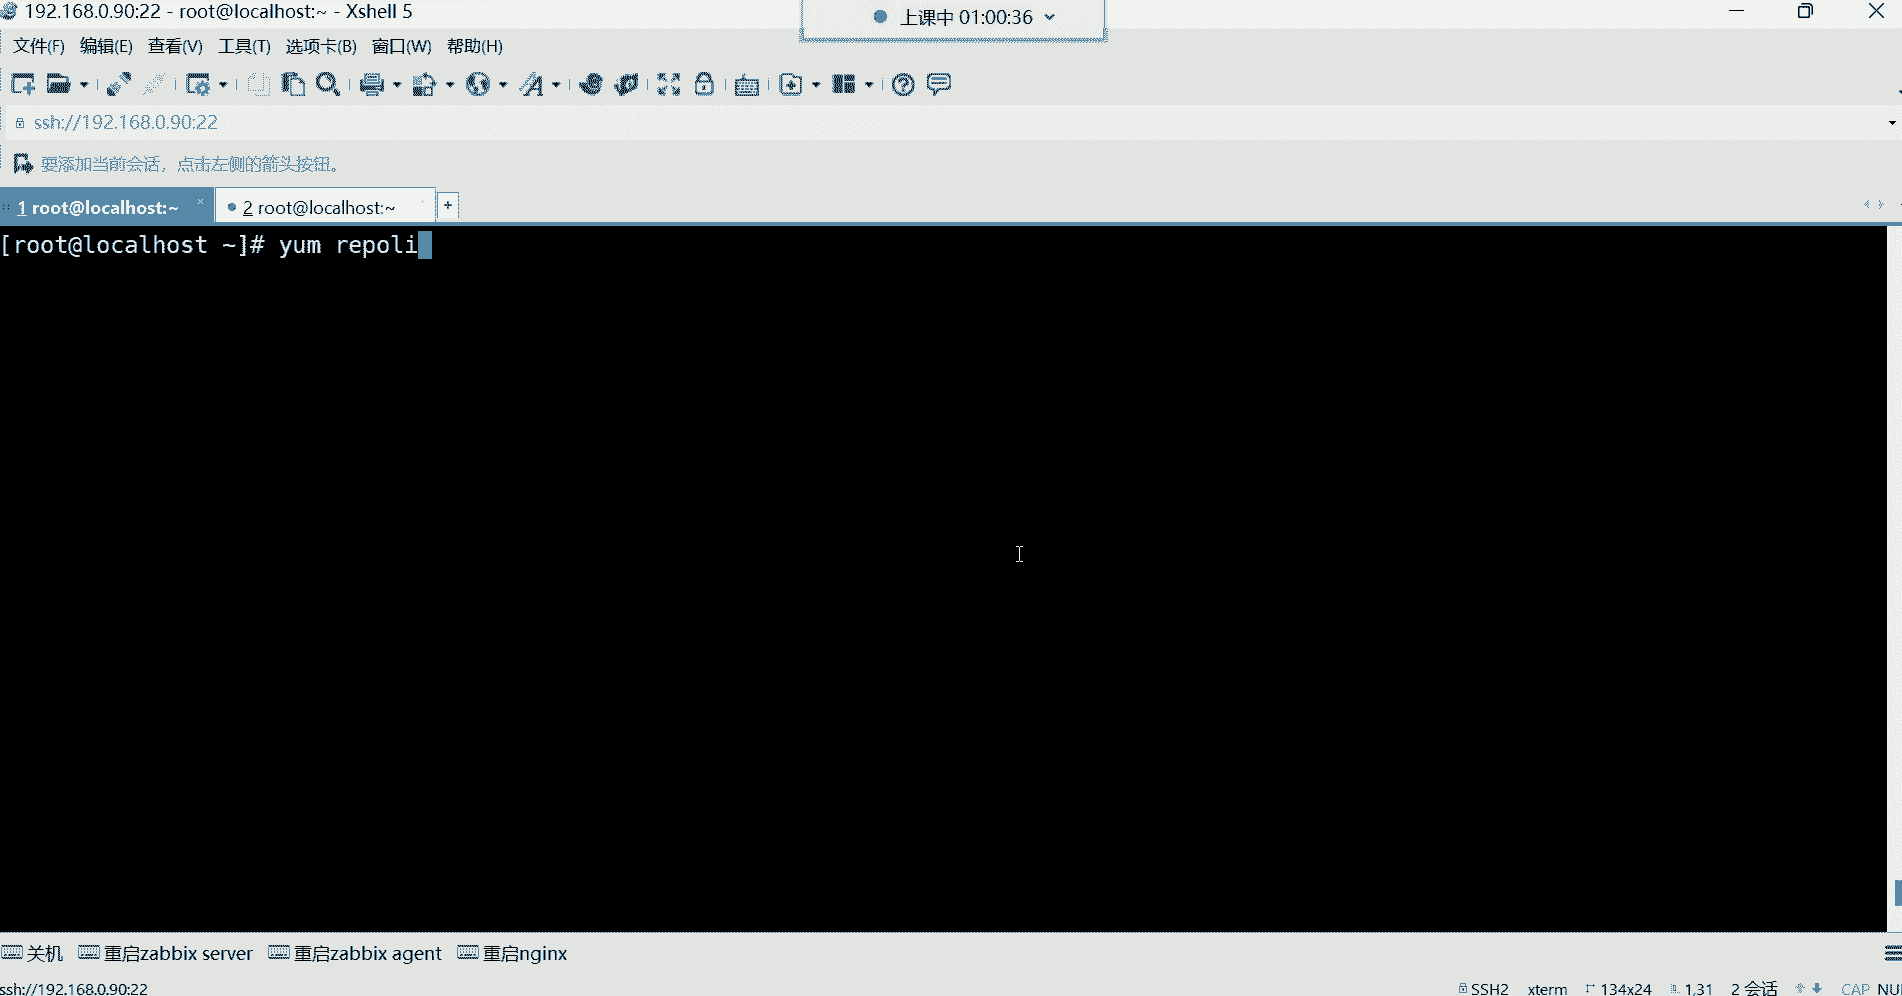 192.168.0.90:22 - root@localhost:~ - Xshell 5
上课中 01:00:36
文件(F) 编辑(E) 查看(V) 工具(T) 选项卡(B) 窗口(W) 帮助(H)
ssh://192.168.0.90:22
要添加当前会话，点击左侧的箭头按钮。
1 root@localhost:~ × 2 root@localhost:~ +
[root@localhost ~]# yum repoli
关机 重启zabbix server 重启zabbix agent 重启nginx
ssh://192.168.0.90:22 SSH2 xterm 134x24 1,31 2 会话 CAP NU